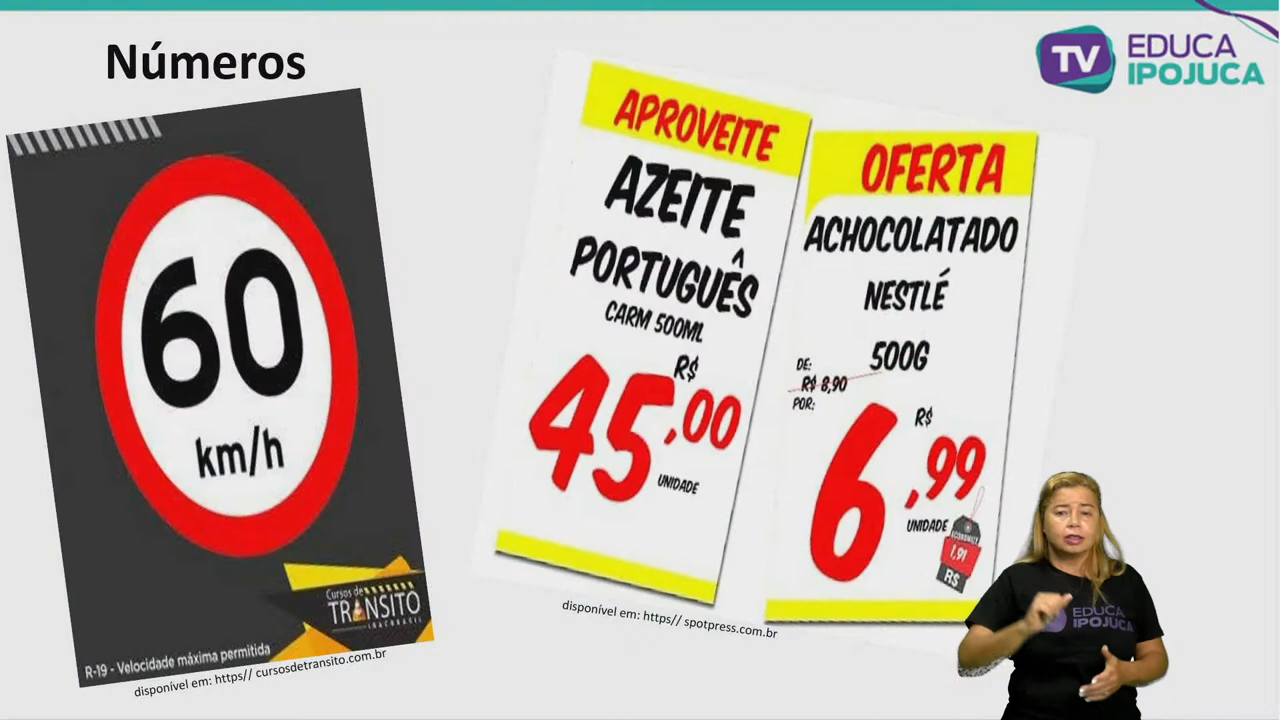 Números
TV EDUCA
IPOJUCA
60
km/h
Cursos de
TRÂNSITO
R-19 - Velocidade máxima permitida
disponível em: https// cursosdetransito.com.br
APROVEITE
AZEITE
PORTUGUÊS
CARM 500ML
R$
45,00
UNIDADE
disponível em: https// spotpress.com.br
OFERTA
ACHOCOLATADO
NESTLÉ
500G
DE:
R$ 8,90
POR:
R$
6,99
UNIDADE
ECONOMIZE
1,91
R$
EDUCA
IPOJUCA